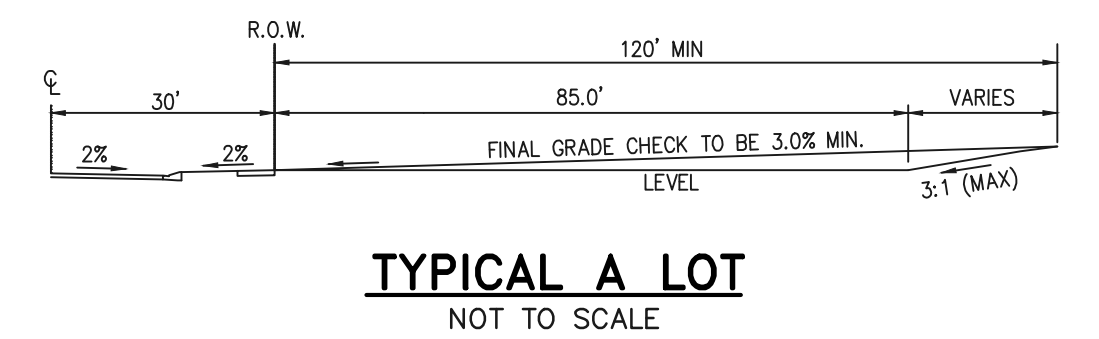 R.O.W.
120' MIN
℄
30'
85.0'
VARIES
2%
2%
FINAL GRADE CHECK TO BE 3.0% MIN.
LEVEL
3:1 (MAX)
TYPICAL A LOT
NOT TO SCALE